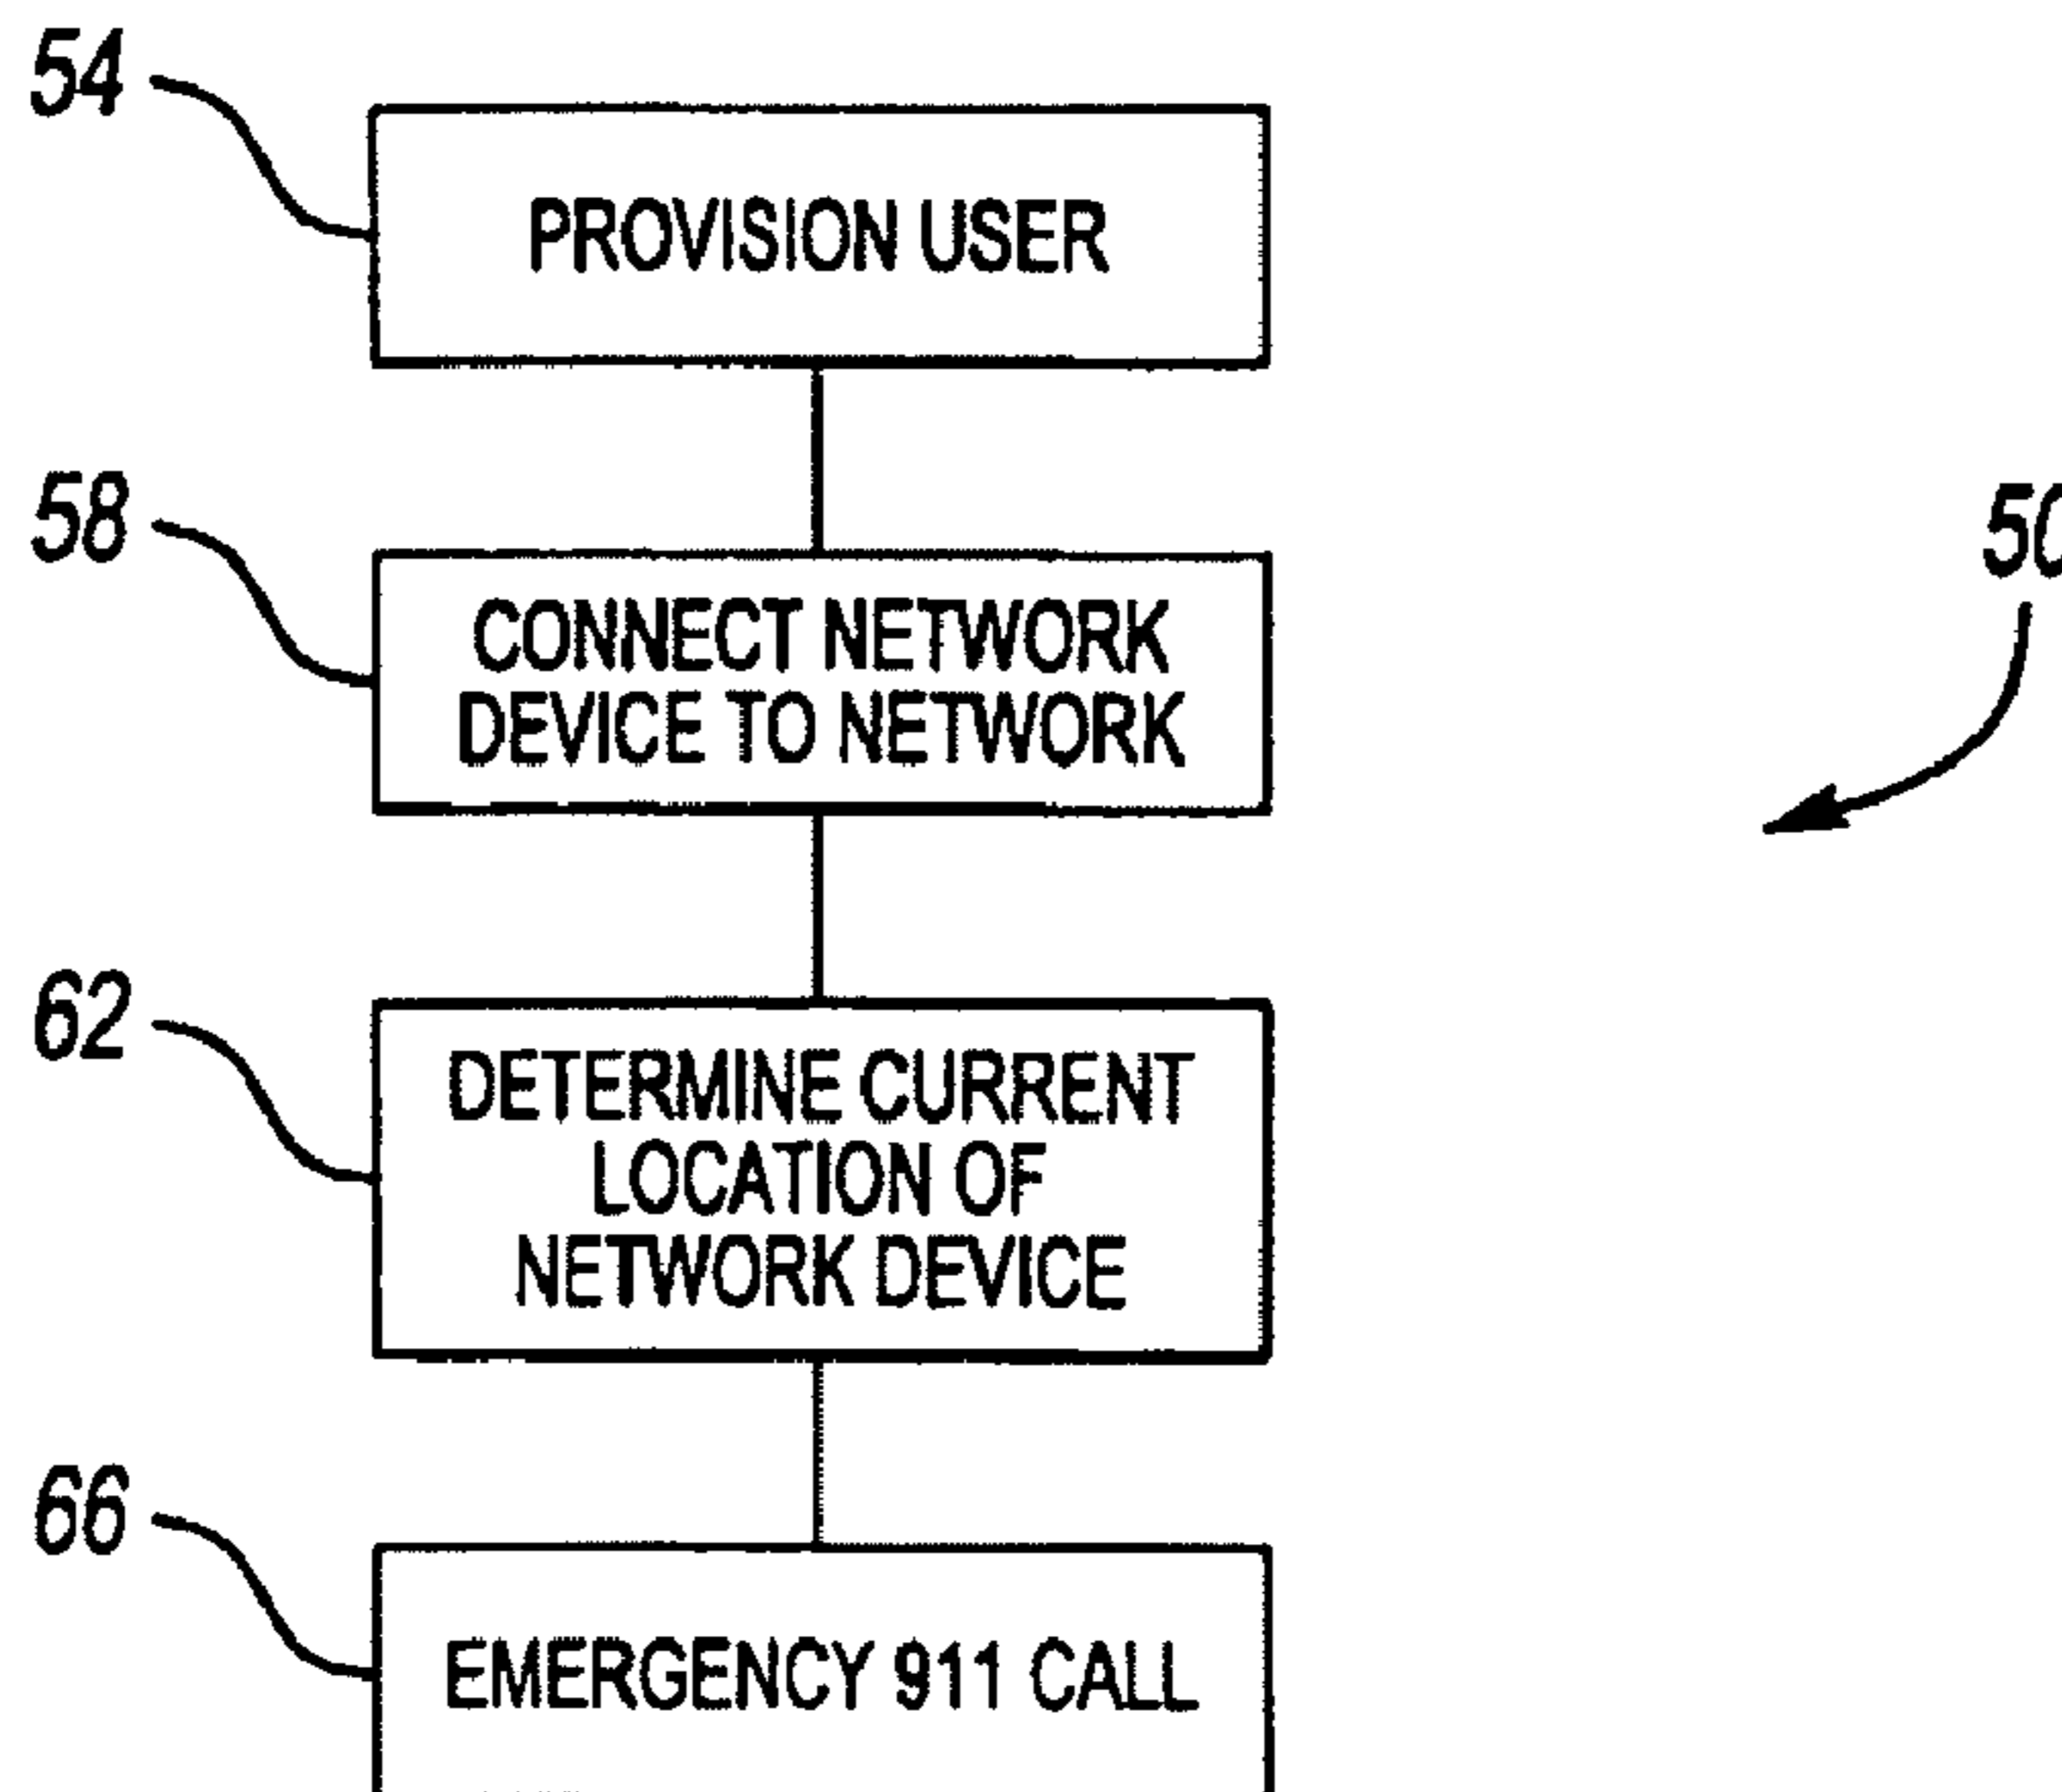 54
PROVISION USER
58
CONNECT NETWORK
DEVICE TO NETWORK
50
62
DETERMINE CURRENT
LOCATION OF
NETWORK DEVICE
66
EMERGENCY 911 CALL